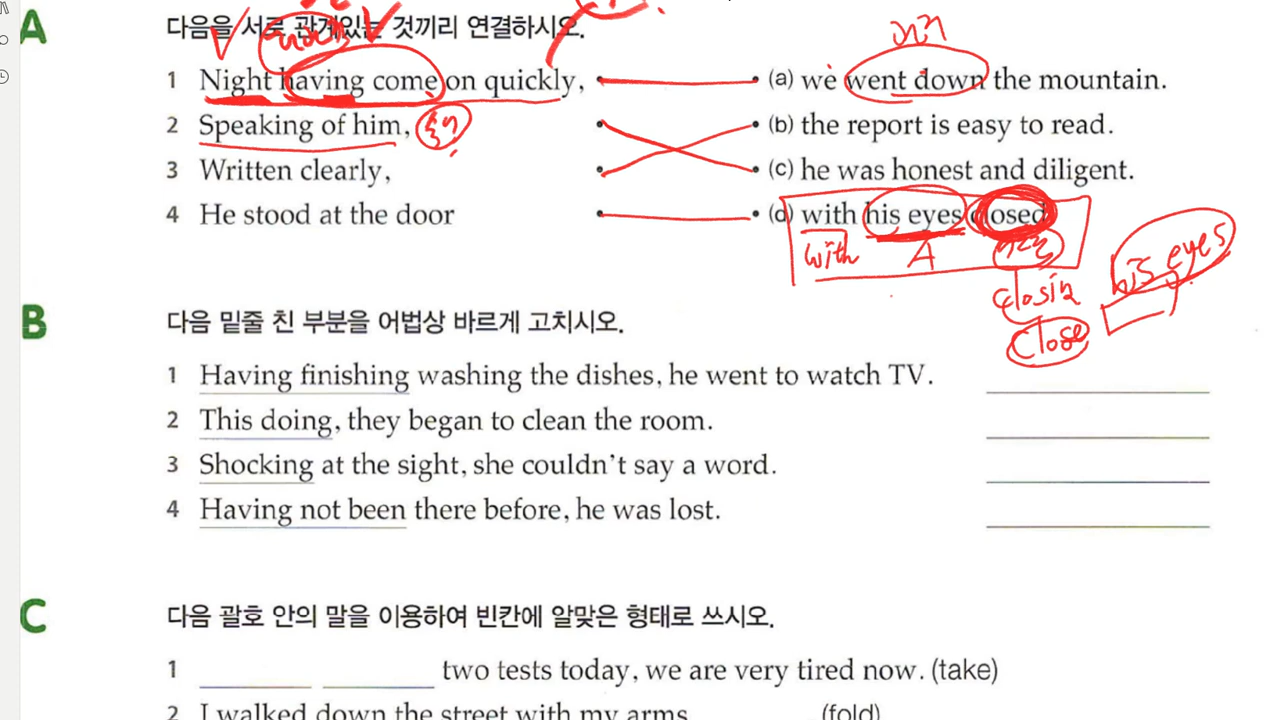 A 다음을 서로 관계있는 것끼리 연결하시오.
1 Night having come on quickly, (a) we went down the mountain.
2 Speaking of him, (b) the report is easy to read.
3 Written clearly, (c) he was honest and diligent.
4 He stood at the door (d) with his eyes closed
with A his eyes
closin
close
B 다음 밑줄 친 부분을 어법상 바르게 고치시오.
1 Having finishing washing the dishes, he went to watch TV.
2 This doing, they began to clean the room.
3 Shocking at the sight, she couldn't say a word.
4 Having not been there before, he was lost.
C 다음 괄호 안의 말을 이용하여 빈칸에 알맞은 형태로 쓰시오.
1 two tests today, we are very tired now. (take)
2 I walked down the street with my arms (fold)